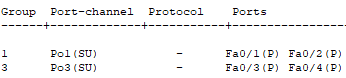 Group  Port-channel  Protocol    Ports
------+-------------+-----------+----------------------------------------------
1      Po1(SU)           -      Fa0/1(P) Fa0/2(P)
3      Po3(SU)           -      Fa0/3(P) Fa0/4(P)